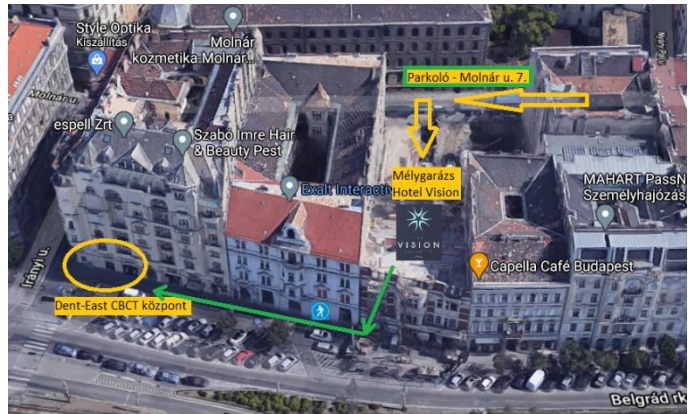 Style Optika
Kiszállítás
Molnár
kozmetika-Molnár...
Molnár u.
espell Zrt
Szabó Imre Hair
& Beauty Pest
Exalt Interactiv
Parkoló - Molnár u. 7.
Mélygarázs
Hotel Vision
VISION
MAHART PassN
Személyhajózás
Capella Café Budapest
Irányi u.
Dent-East CBCT központ
Belgrád rk